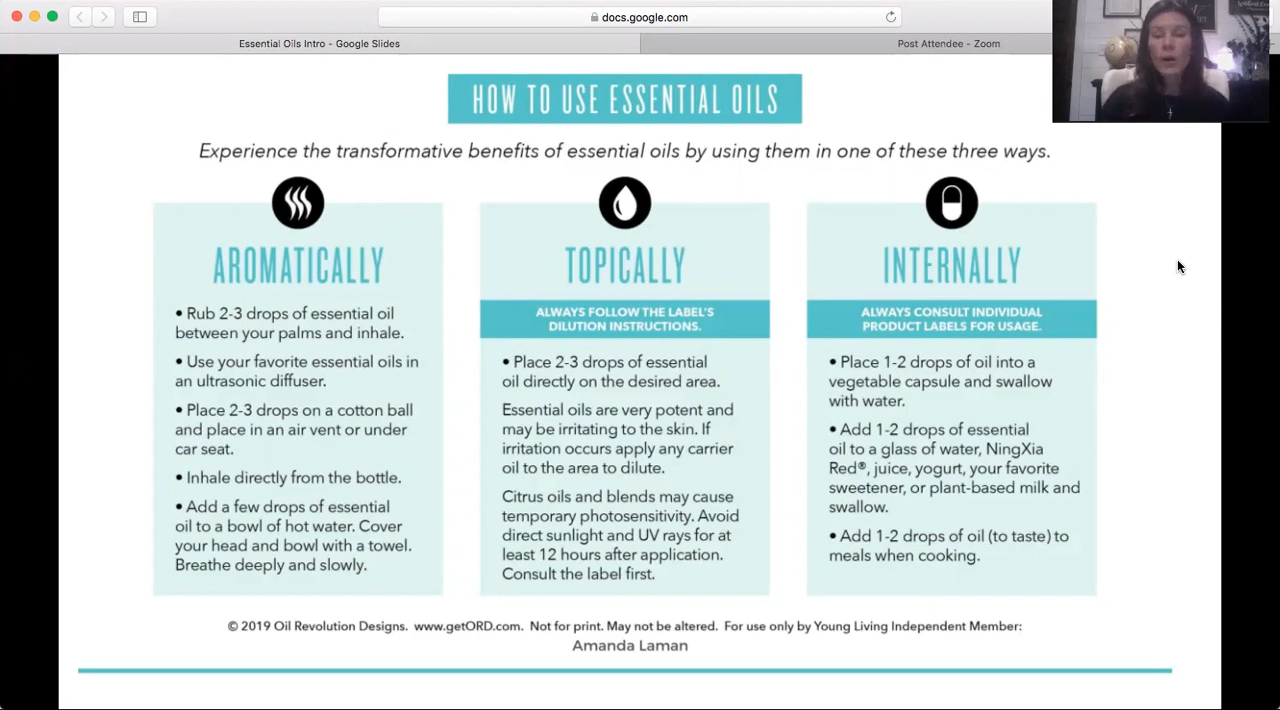 docs.google.com
Essential Oils Intro - Google Slides
Post Attendee - Zoom
HOW TO USE ESSENTIAL OILS
Experience the transformative benefits of essential oils by using them in one of these three ways.
AROMATICALLY
• Rub 2-3 drops of essential oil
between your palms and inhale.
• Use your favorite essential oils in
an ultrasonic diffuser.
• Place 2-3 drops on a cotton ball
and place in an air vent or under
car seat.
• Inhale directly from the bottle.
• Add a few drops of essential
oil to a bowl of hot water. Cover
your head and bowl with a towel.
Breathe deeply and slowly.
TOPICALLY
ALWAYS FOLLOW THE LABEL'S
DILUTION INSTRUCTIONS.
• Place 2-3 drops of essential
oil directly on the desired area.
Essential oils are very potent and
may be irritating to the skin. If
irritation occurs apply any carrier
oil to the area to dilute.
Citrus oils and blends may cause
temporary photosensitivity. Avoid
direct sunlight and UV rays for at
least 12 hours after application.
Consult the label first.
INTERNALLY
ALWAYS CONSULT INDIVIDUAL
PRODUCT LABELS FOR USAGE.
• Place 1-2 drops of oil into a
vegetable capsule and swallow
with water.
• Add 1-2 drops of essential
oil to a glass of water, NingXia
Red®, juice, yogurt, your favorite
sweetener, or plant-based milk and
swallow.
• Add 1-2 drops of oil (to taste) to
meals when cooking.
© 2019 Oil Revolution Designs. www.getORD.com. Not for print. May not be altered. For use only by Young Living Independent Member:
Amanda Laman